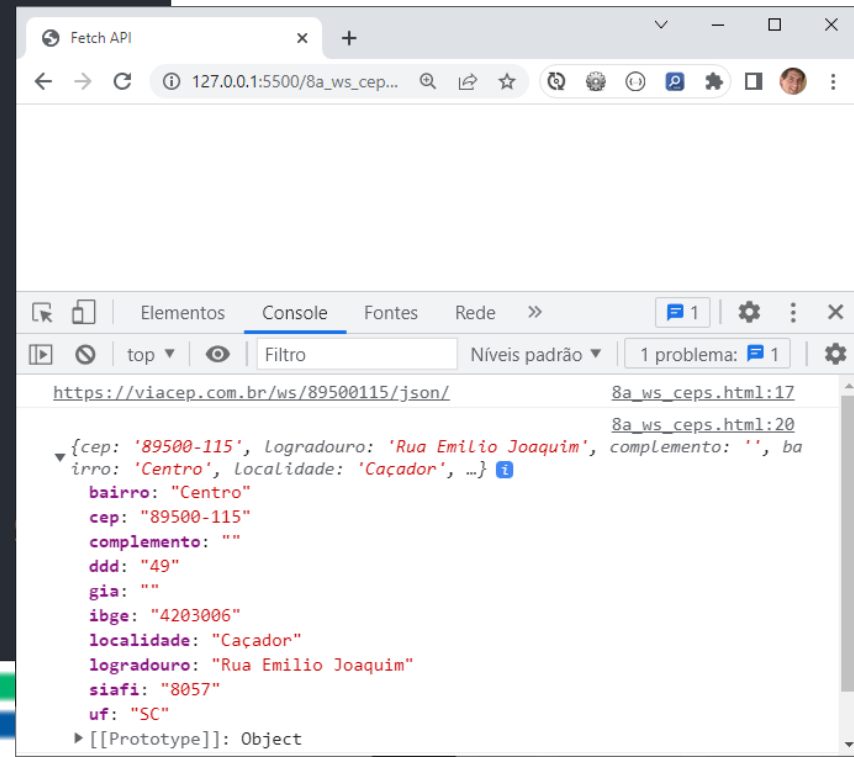 Fetch API
127.0.0.1:5500/8a_ws_cep...
Elementos Console Fontes Rede 1
top Filtro Níveis padrão 1 problema: 1
https://viacep.com.br/ws/89500115/json/ 8a_ws_ceps.html:17
8a_ws_ceps.html:20
{cep: '89500-115', logradouro: 'Rua Emilio Joaquim', complemento: '', ba
irro: 'Centro', localidade: 'Caçador', …}
bairro: "Centro"
cep: "89500-115"
complemento: ""
ddd: "49"
gia: ""
ibge: "4203006"
localidade: "Caçador"
logradouro: "Rua Emilio Joaquim"
siafi: "8057"
uf: "SC"
[[Prototype]]: Object